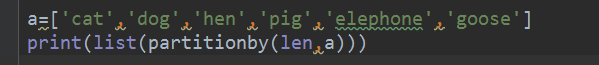 a=['cat','dog','hen','pig','elephone','goose']
print(list(partitionby(len,a)))